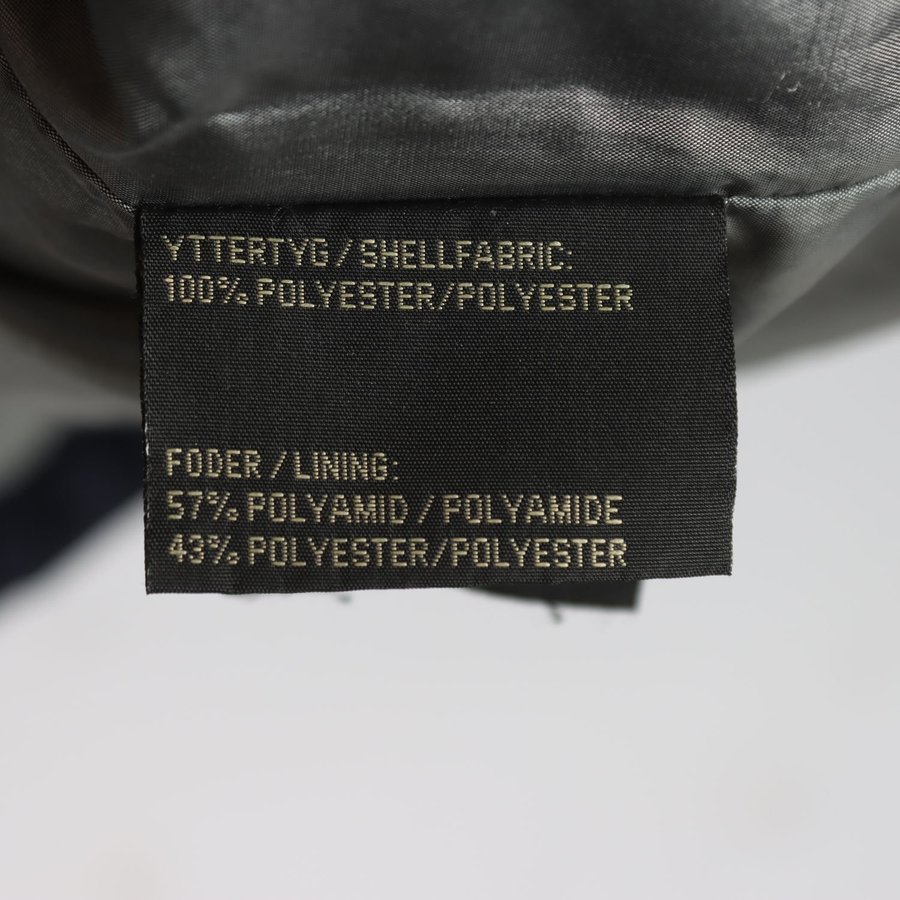 YTTERTYG / SHELLFABRIC:
100% POLYESTER/POLYESTER
FODER / LINING:
57% POLYAMID / POLYAMIDE
43% POLYESTER/POLYESTER